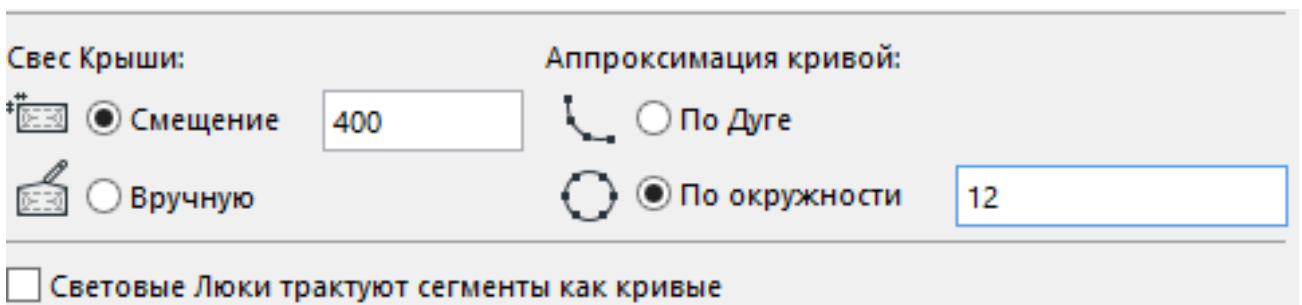 Свес Крыши:
Аппроксимация кривой:
Смещение 400
По Дуге
Вручную
По окружности 12
Световые Люки трактуют сегменты как кривые